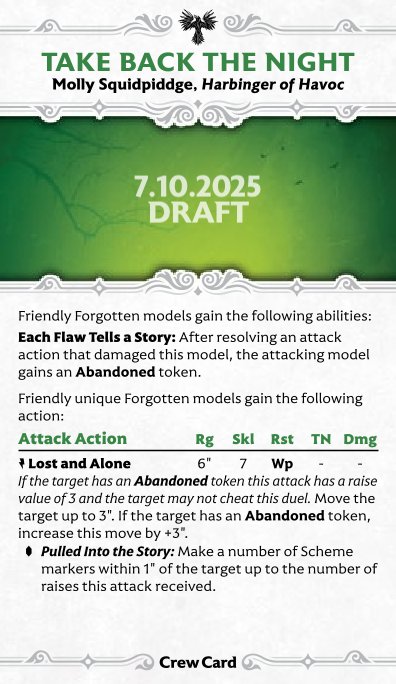 TAKE BACK THE NIGHT
Molly Squidpiddge, Harbinger of Havoc
7.10.2025
DRAFT
Friendly Forgotten models gain the following abilities:
Each Flaw Tells a Story: After resolving an attack
action that damaged this model, the attacking model
gains an Abandoned token.
Friendly unique Forgotten models gain the following
action:
Attack Action Rg Skl Rst TN Dmg
Lost and Alone 6" 7 Wp - -
If the target has an Abandoned token this attack has a raise
value of 3 and the target may not cheat this duel. Move the
target up to 3". If the target has an Abandoned token,
increase this move by +3".
Pulled Into the Story: Make a number of Scheme
markers within 1" of the target up to the number of
raises this attack received.
Crew Card